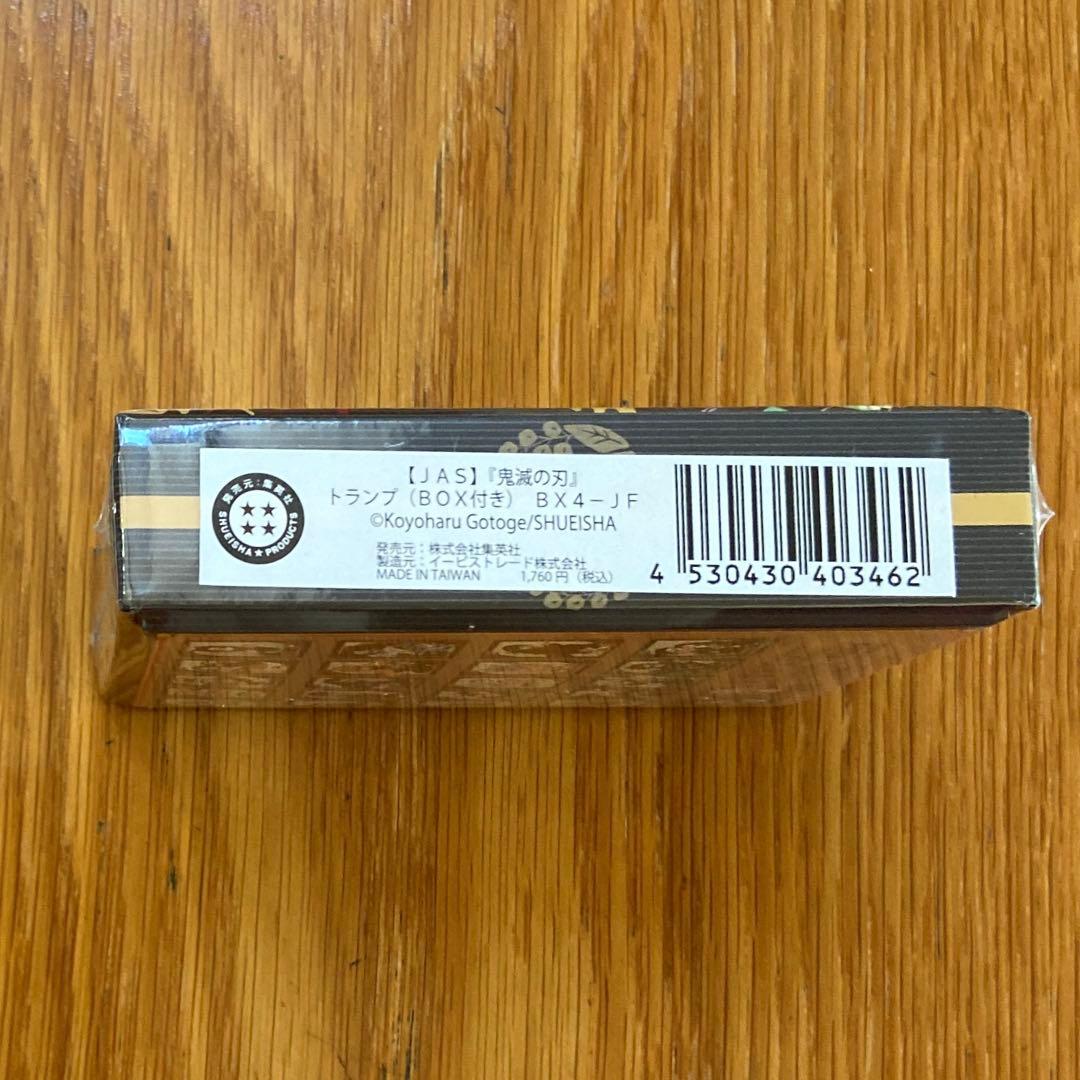 発売元：集英社
SHUEISHA★PRODUCTS
【ＪＡＳ】『鬼滅の刃』
トランプ（ＢＯＸ付き）　ＢＸ４－ＪＦ
©Koyoharu Gotoge/SHUEISHA
発売元：株式会社集英社
製造元：イービストレード株式会社
MADE IN TAIWAN　1,760円（税込）
4 530430 403462